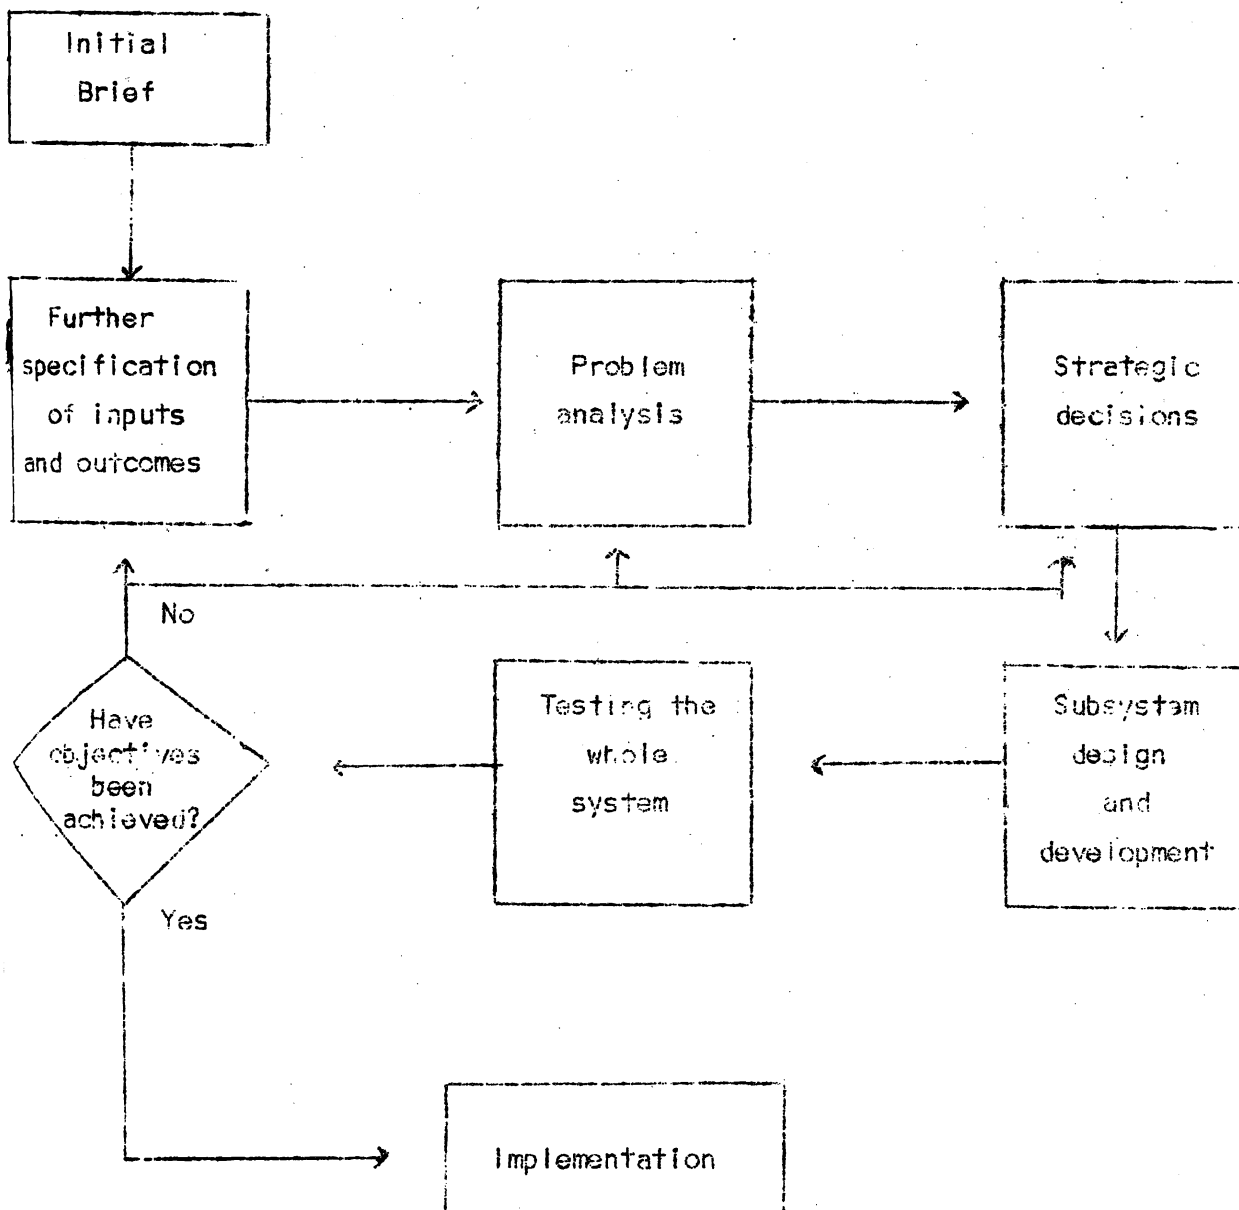 Initial
Brief
Further
specification
of inputs
and outcomes
Problem
analysis
Strategic
decisions
No
Have
objectives
been
achieved?
Testing the
whole
system
Subsystem
design
and
development
Yes
Implementation